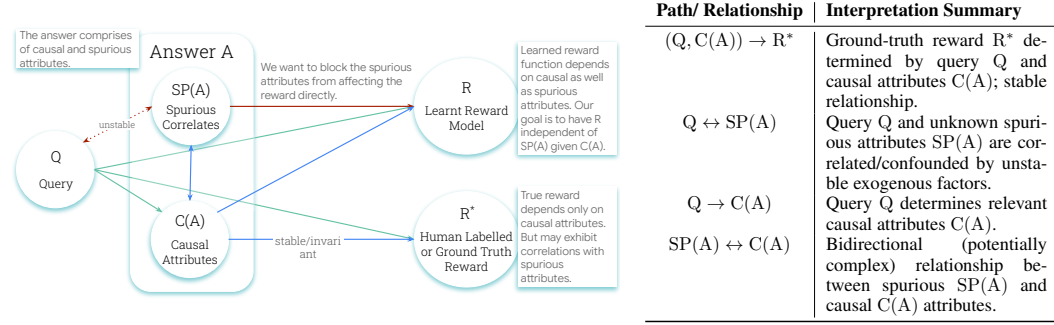 The answer comprises
of causal and spurious
attributes.
Answer A
SP(A)
Spurious
Correlates
We want to block the spurious
attributes from affecting the
reward directly.
R
Learnt Reward
Model
Learned reward
function depends
on causal as well
as spurious
attributes. Our
goal is to have R
independent of
SP(A) given C(A).
unstable
Q
Query
C(A)
Causal
Attributes
stable/invari
ant
R*
Human Labelled
or Ground Truth
Reward
True reward
depends only on
causal attributes.
But may exhibit
correlations with
spurious
attributes.
Path/ Relationship Interpretation Summary
(Q, C(A)) → R* Ground-truth reward R* de-
termined by query Q and
causal attributes C(A); stable
relationship.
Q ↔ SP(A) Query Q and unknown spuri-
ous attributes SP(A) are cor-
related/confounded by unsta-
ble exogenous factors.
Q → C(A) Query Q determines relevant
causal attributes C(A).
SP(A) ↔ C(A) Bidirectional (potentially
complex) relationship be-
tween spurious SP(A) and
causal C(A) attributes.